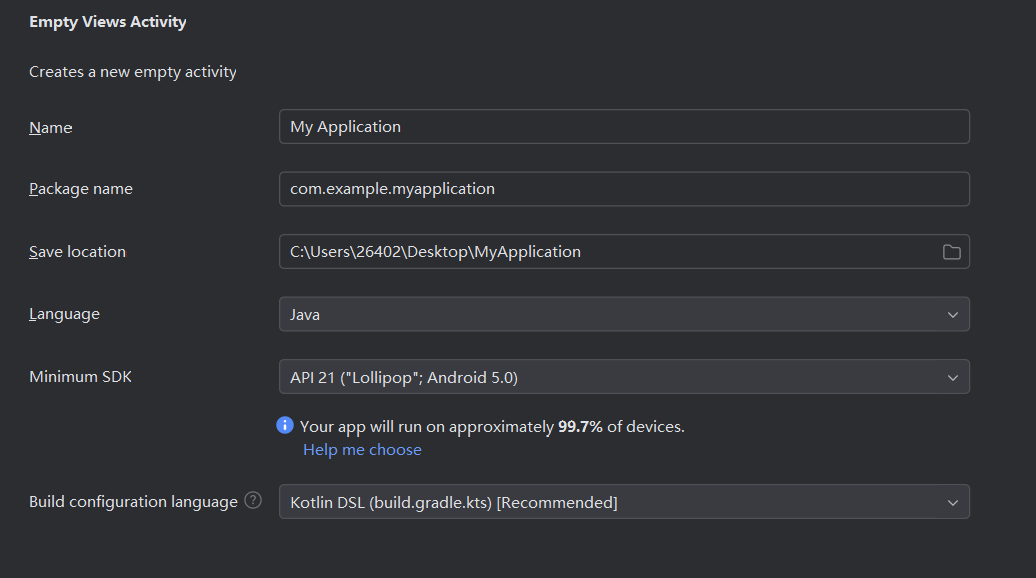 Empty Views Activity
Creates a new empty activity
Name
My Application
Package name
com.example.myapplication
Save location
C:\Users\26402\Desktop\MyApplication
Language
Java
Minimum SDK
API 21 ("Lollipop"; Android 5.0)
Your app will run on approximately 99.7% of devices.
Help me choose
Build configuration language
Kotlin DSL (build.gradle.kts) [Recommended]